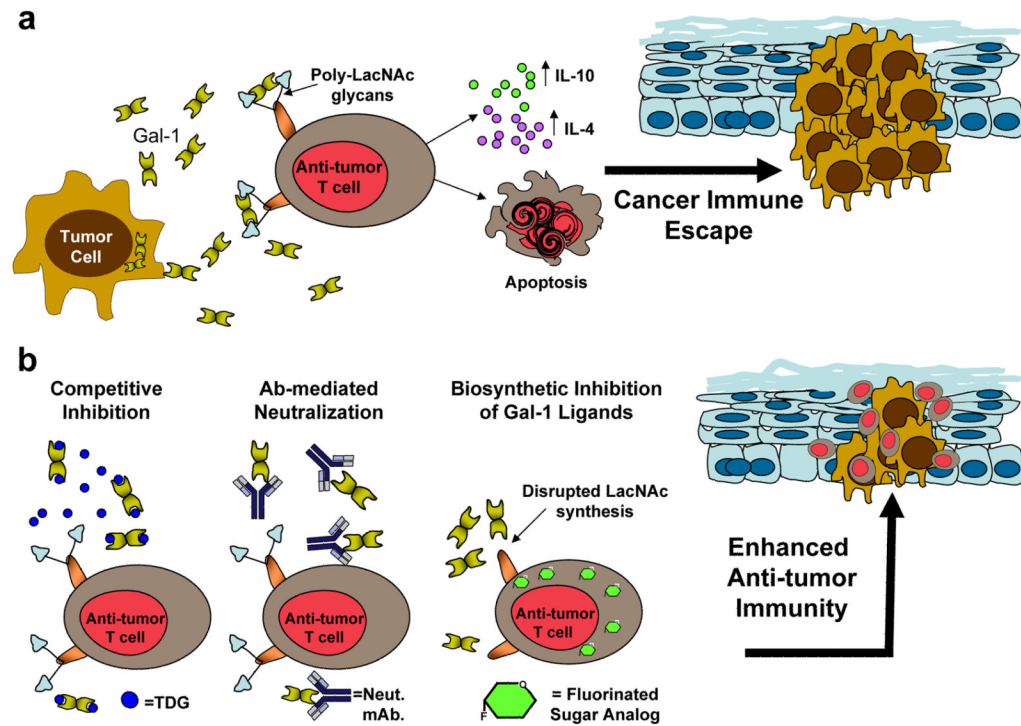 a
Poly-LacNAc
glycans
Gal-1
IL-10
IL-4
Anti-tumor
T cell
Tumor
Cell
Apoptosis
Cancer Immune
Escape
b
Competitive
Inhibition
Ab-mediated
Neutralization
Biosynthetic Inhibition
of Gal-1 Ligands
Disrupted LacNAc
synthesis
Anti-tumor
T cell
Anti-tumor
T cell
Anti-tumor
T cell
=TDG
=Neut.
mAb.
O
F
= Fluorinated
Sugar Analog
Enhanced
Anti-tumor
Immunity